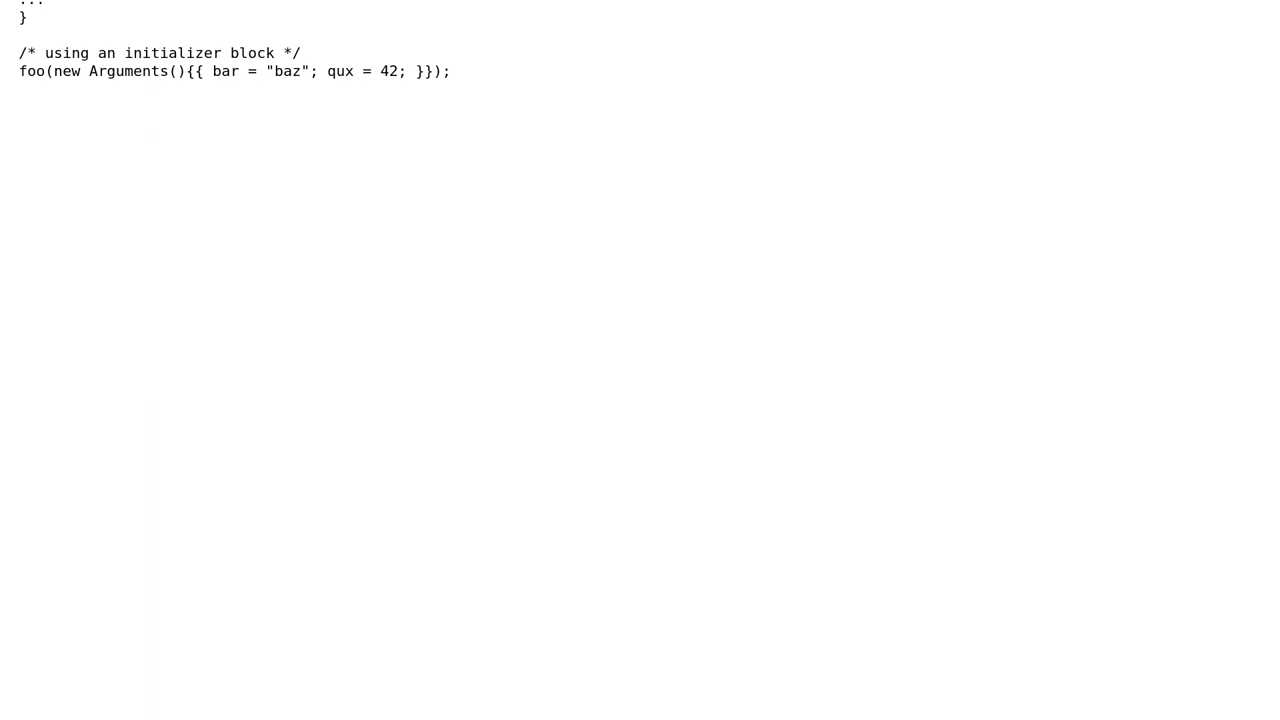 ...
}
/* using an initializer block */
foo(new Arguments(){{ bar = "baz"; qux = 42; }});